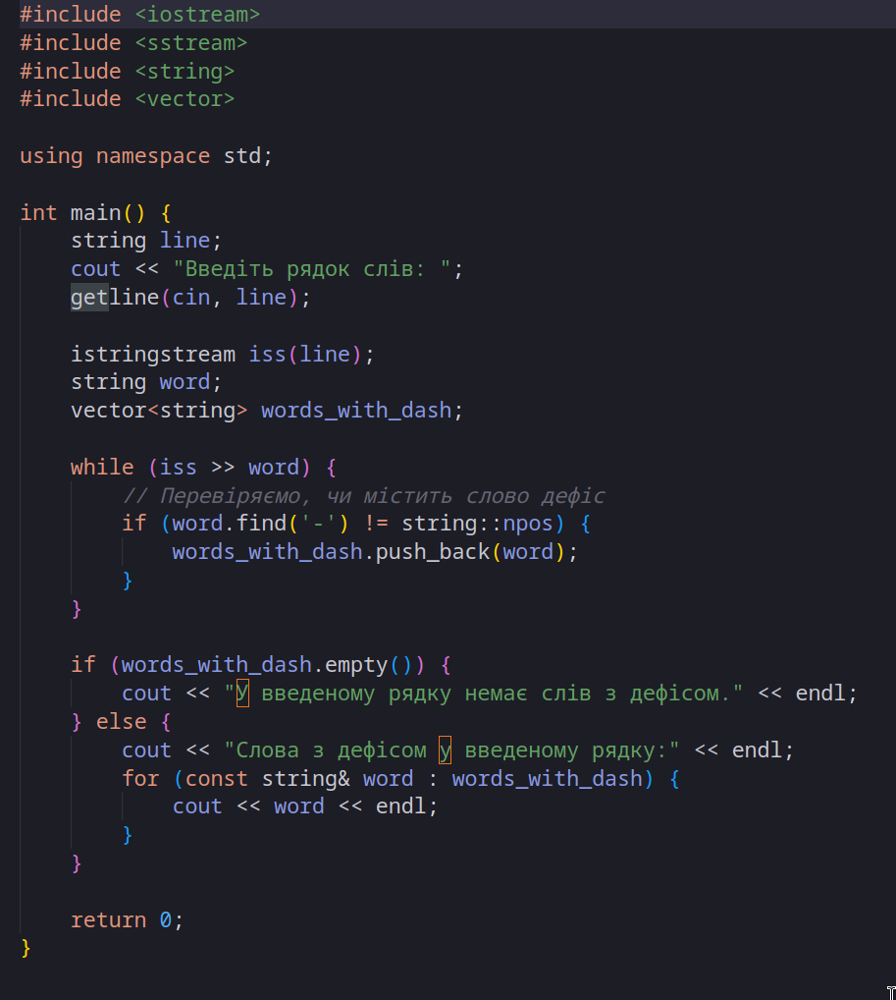 #include <iostream>
#include <sstream>
#include <string>
#include <vector>
using namespace std;
int main() {
    string line;
    cout << "Введіть рядок слів: ";
    getline(cin, line);
    istringstream iss(line);
    string word;
    vector<string> words_with_dash;
    while (iss >> word) {
        // Перевіряємо, чи містить слово дефіс
        if (word.find('-') != string::npos) {
            words_with_dash.push_back(word);
        }
    }
    if (words_with_dash.empty()) {
        cout << "У введеному рядку немає слів з дефісом." << endl;
    } else {
        cout << "Слова з дефісом у введеному рядку:" << endl;
        for (const string& word : words_with_dash) {
            cout << word << endl;
        }
    }
    return 0;
}